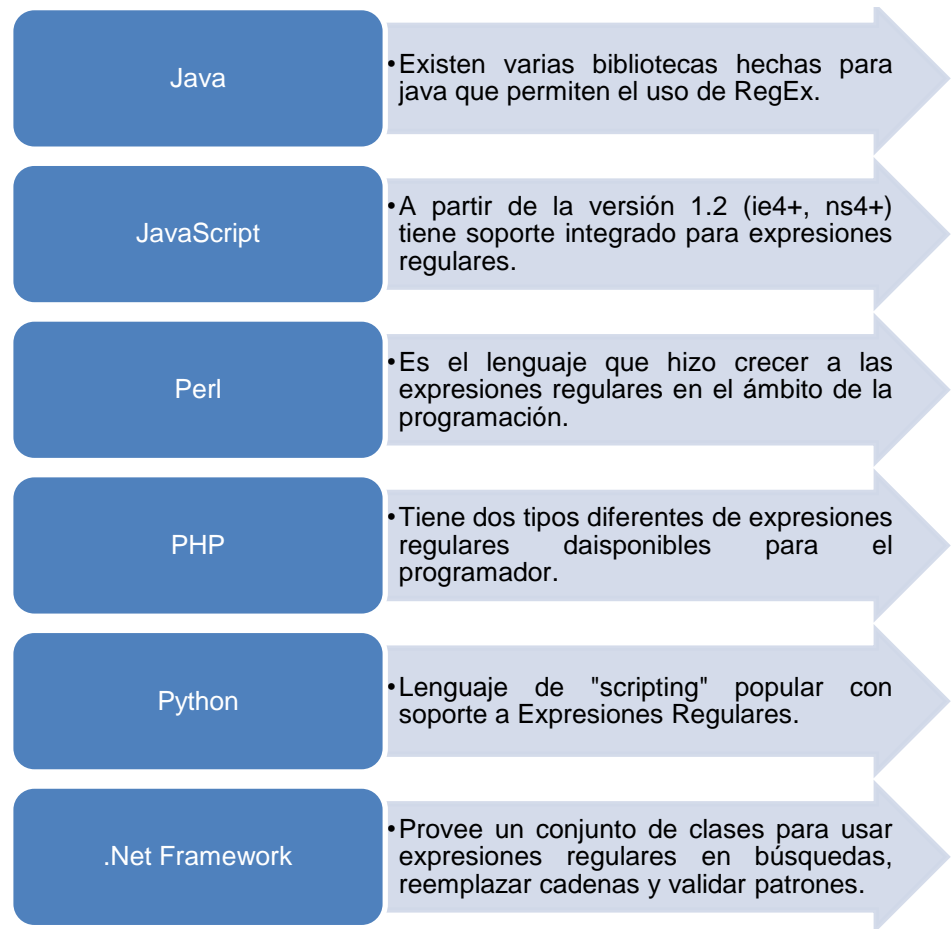 Java
•Existen varias bibliotecas hechas para
java que permiten el uso de RegEx.
JavaScript
•A partir de la versión 1.2 (ie4+, ns4+)
tiene soporte integrado para expresiones
regulares.
Perl
•Es el lenguaje que hizo crecer a las
expresiones regulares en el ámbito de la
programación.
PHP
•Tiene dos tipos diferentes de expresiones
regulares daisponibles para el
programador.
Python
•Lenguaje de "scripting" popular con
soporte a Expresiones Regulares.
.Net Framework
•Provee un conjunto de clases para usar
expresiones regulares en búsquedas,
reemplazar cadenas y validar patrones.